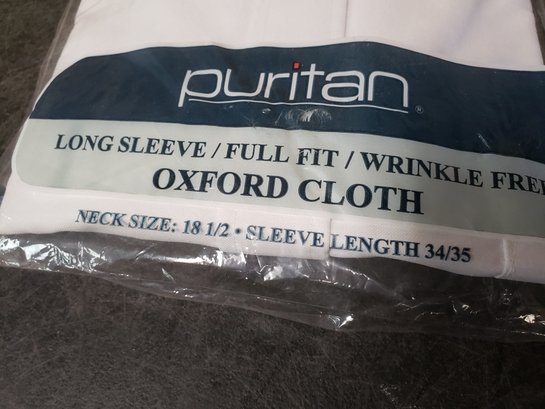 puritan®
LONG SLEEVE / FULL FIT / WRINKLE FREE
OXFORD CLOTH
NECK SIZE: 18 1/2 • SLEEVE LENGTH 34/35